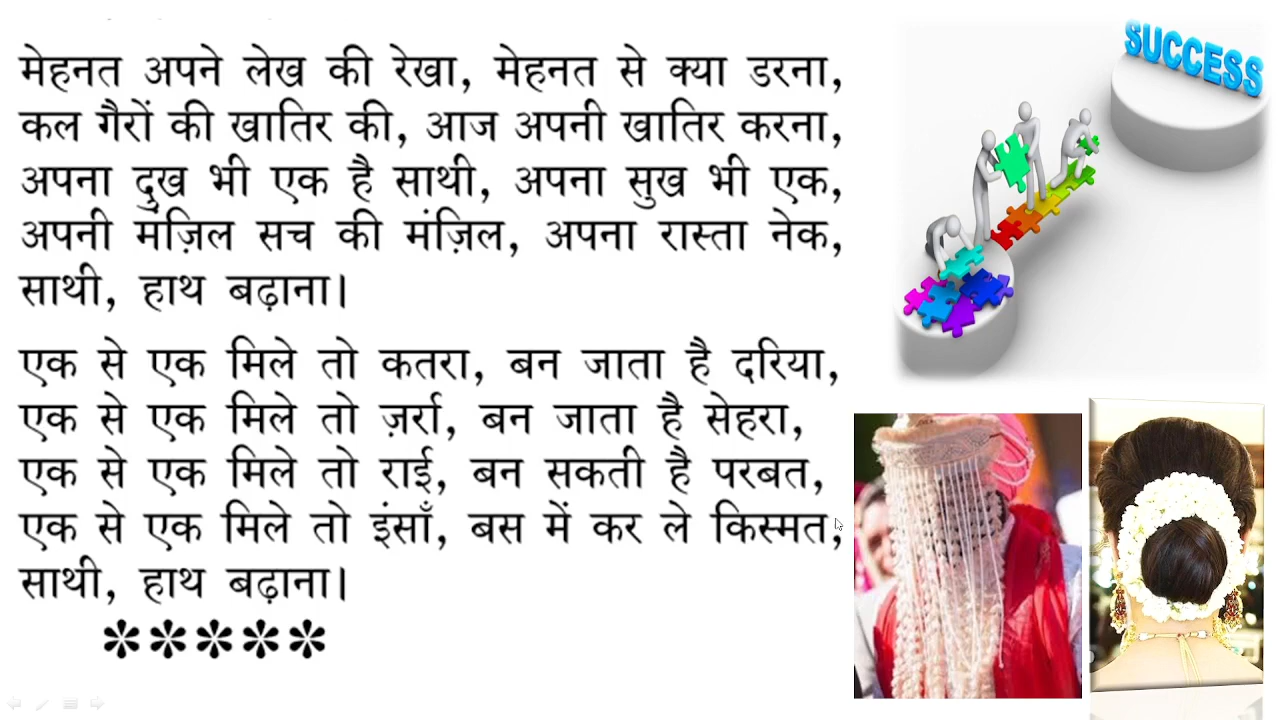 मेहनत अपने लेख की रेखा, मेहनत से क्या डरना,
कल गैरों की खातिर की, आज अपनी खातिर करना,
अपना दुख भी एक है साथी, अपना सुख भी एक,
अपनी मंज़िल सच की मंज़िल, अपना रास्ता नेक,
साथी, हाथ बढ़ाना।
एक से एक मिले तो कतरा, बन जाता है दरिया,
एक से एक मिले तो ज़र्रा, बन जाता है सेहरा,
एक से एक मिले तो राई, बन सकती है परबत,
एक से एक मिले तो इंसाँ, बस में कर ले किस्मत,
साथी, हाथ बढ़ाना।
*****
SUCCESS